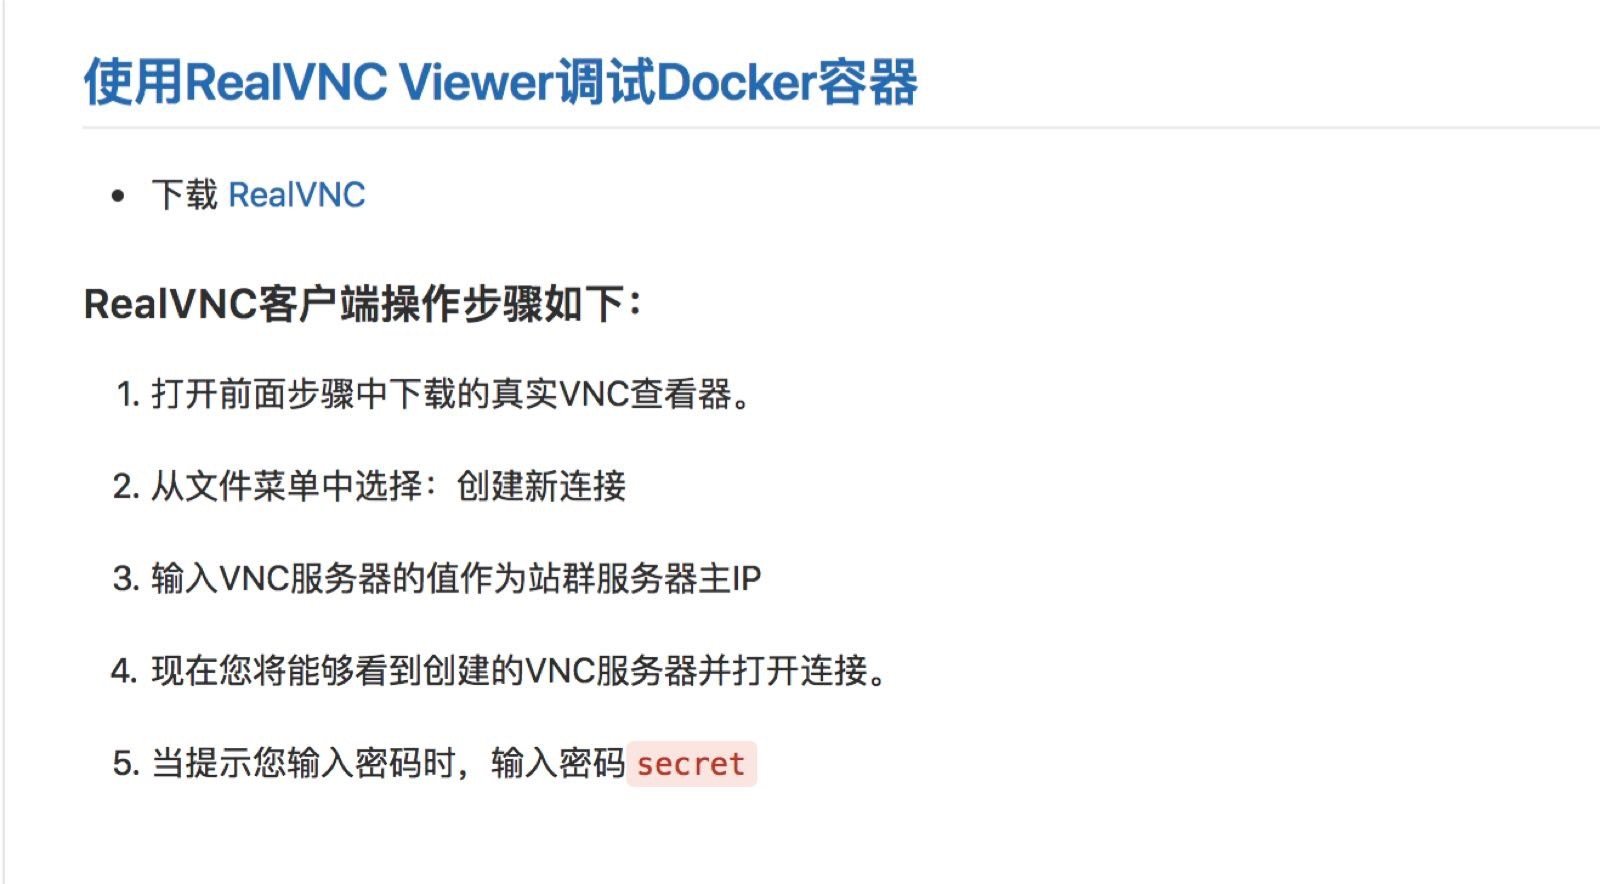 使用RealVNC Viewer调试Docker容器
• 下载 RealVNC
RealVNC客户端操作步骤如下：
1. 打开前面步骤中下载的真实VNC查看器。
2. 从文件菜单中选择：创建新连接
3. 输入VNC服务器的值作为站群服务器主IP
4. 现在您将能够看到创建的VNC服务器并打开连接。
5. 当提示您输入密码时，输入密码 secret